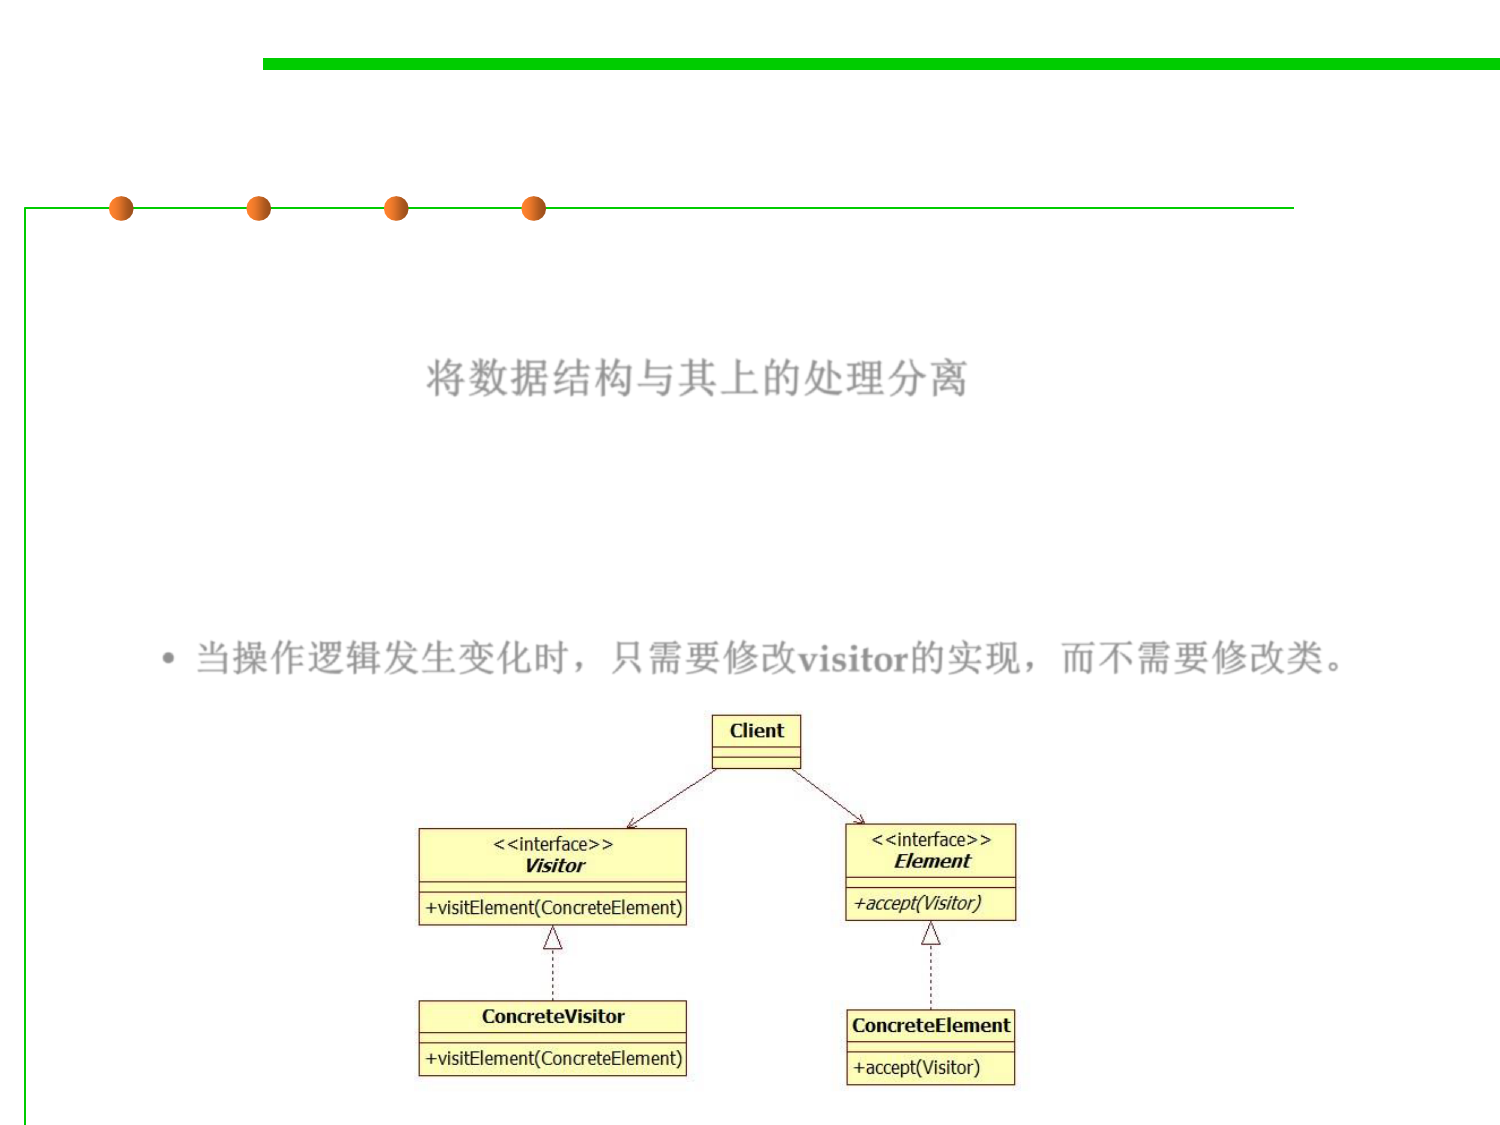 将数据结构与其上的处理分离
• 当操作逻辑发生变化时，只需要修改visitor的实现，而不需要修改类。
Client
<<interface>>
Visitor
+visitElement(ConcreteElement)
<<interface>>
Element
+accept(Visitor)
ConcreteVisitor
+visitElement(ConcreteElement)
ConcreteElement
+accept(Visitor)